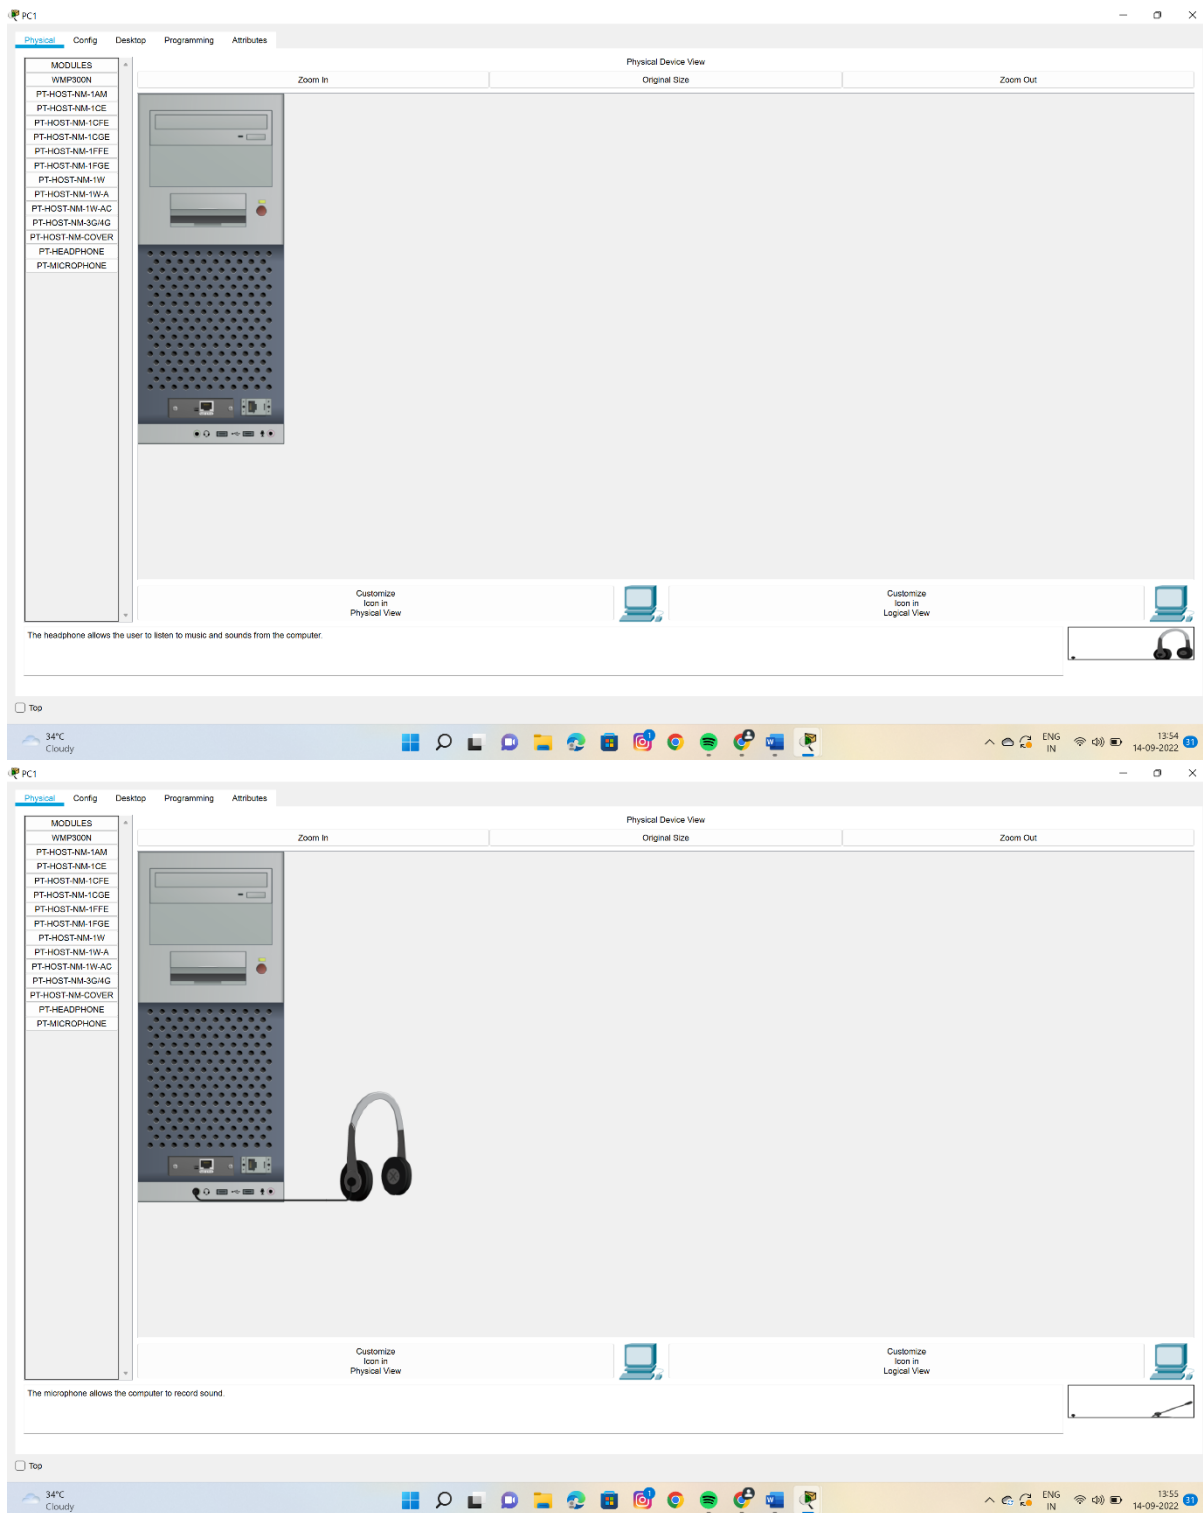 PC1
Physical Config Desktop Programming Attributes
MODULES
WMP300N
PT-HOST-NM-1AM
PT-HOST-NM-1CE
PT-HOST-NM-1CFE
PT-HOST-NM-1CGE
PT-HOST-NM-1FFE
PT-HOST-NM-1FGE
PT-HOST-NM-1W
PT-HOST-NM-1W-A
PT-HOST-NM-1W-AC
PT-HOST-NM-3G/4G
PT-HOST-NM-COVER
PT-HEADPHONE
PT-MICROPHONE
Physical Device View
Zoom In Original Size Zoom Out
Customize
Icon in
Physical View
Customize
Icon in
Logical View
The headphone allows the user to listen to music and sounds from the computer.
Top
34°C
Cloudy
1
W
ENG
IN
13:54
14-09-2022
31
PC1
Physical Config Desktop Programming Attributes
MODULES
WMP300N
PT-HOST-NM-1AM
PT-HOST-NM-1CE
PT-HOST-NM-1CFE
PT-HOST-NM-1CGE
PT-HOST-NM-1FFE
PT-HOST-NM-1FGE
PT-HOST-NM-1W
PT-HOST-NM-1W-A
PT-HOST-NM-1W-AC
PT-HOST-NM-3G/4G
PT-HOST-NM-COVER
PT-HEADPHONE
PT-MICROPHONE
Physical Device View
Zoom In Original Size Zoom Out
Customize
Icon in
Physical View
Customize
Icon in
Logical View
The microphone allows the computer to record sound.
Top
34°C
Cloudy
1
W
ENG
IN
13:55
14-09-2022
31